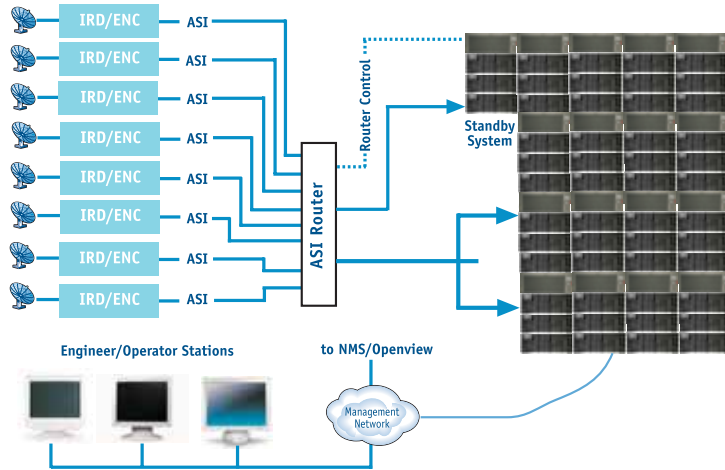 IRD/ENC ASI
IRD/ENC ASI
IRD/ENC ASI
IRD/ENC ASI
IRD/ENC ASI
IRD/ENC ASI
IRD/ENC ASI
IRD/ENC ASI
ASI Router
Router Control
Standby
System
Engineer/Operator Stations
to NMS/Openview
Management
Network